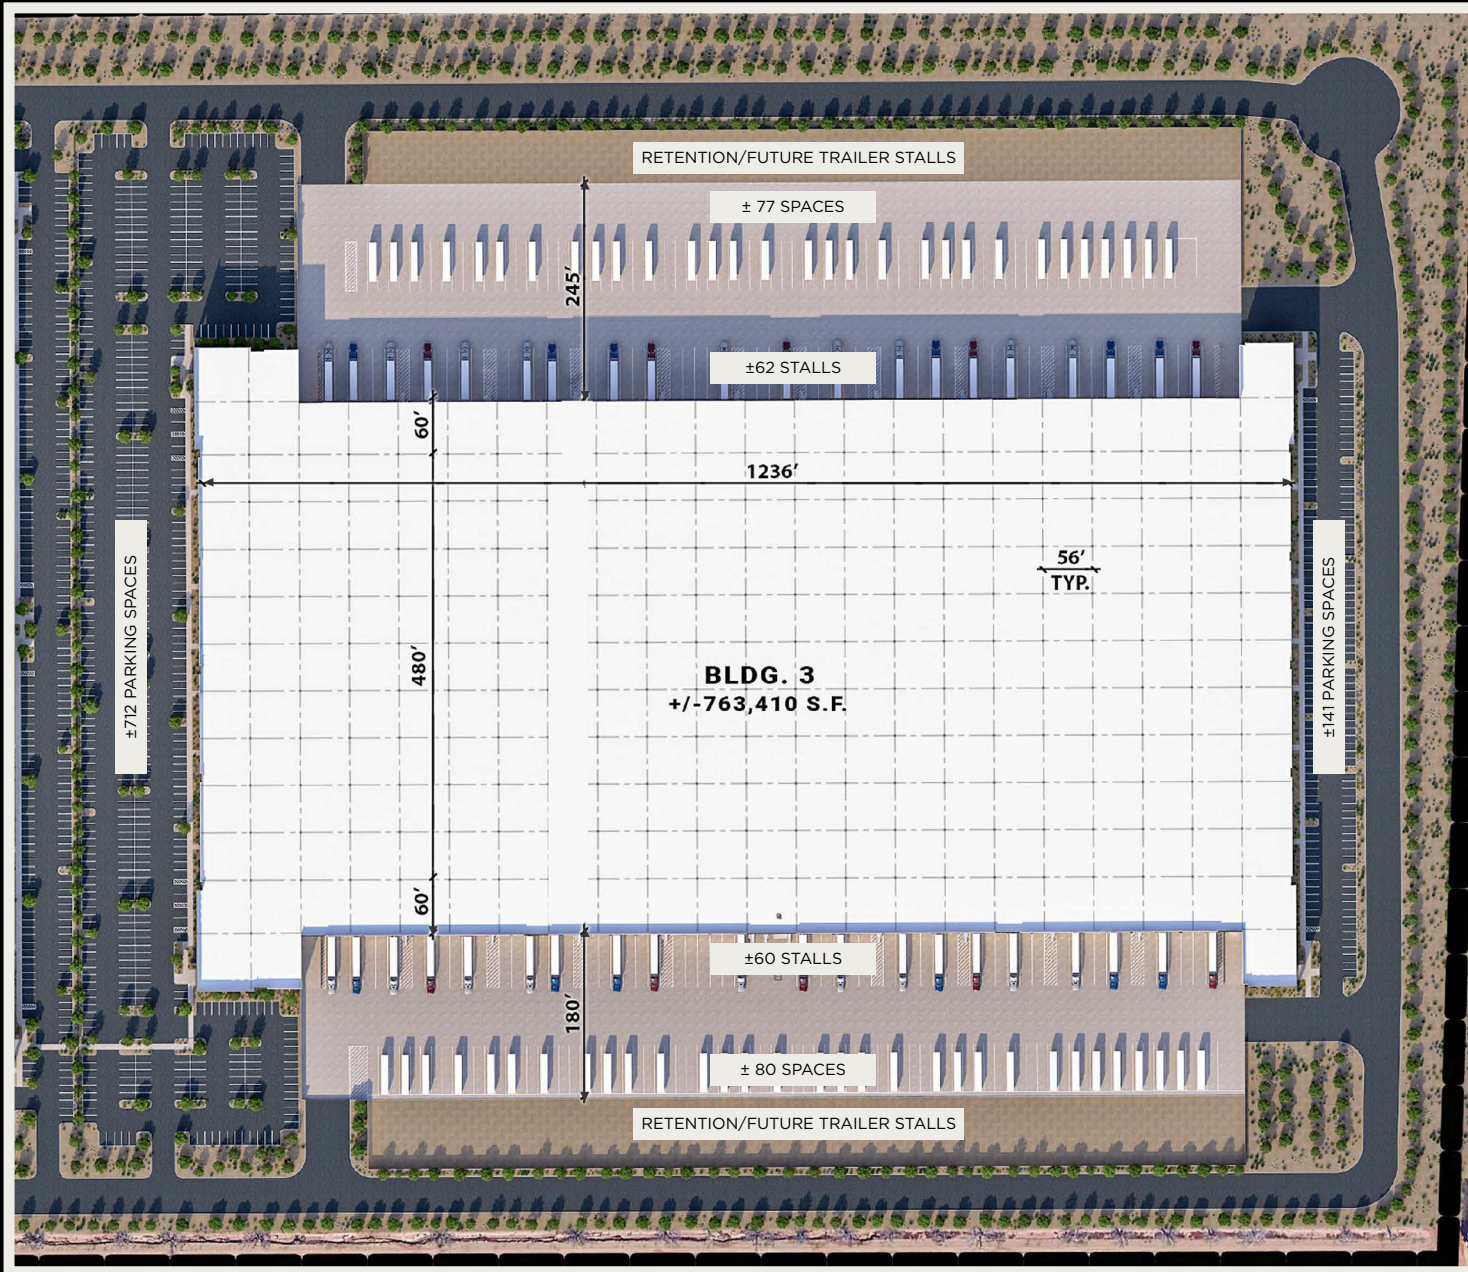 RETENTION/FUTURE TRAILER STALLS
± 77 SPACES
245′
±62 STALLS
60′
1236′
56′
TYP.
±712 PARKING SPACES
480′
BLDG. 3
+/-763,410 S.F.
±141 PARKING SPACES
60′
±60 STALLS
180′
± 80 SPACES
RETENTION/FUTURE TRAILER STALLS